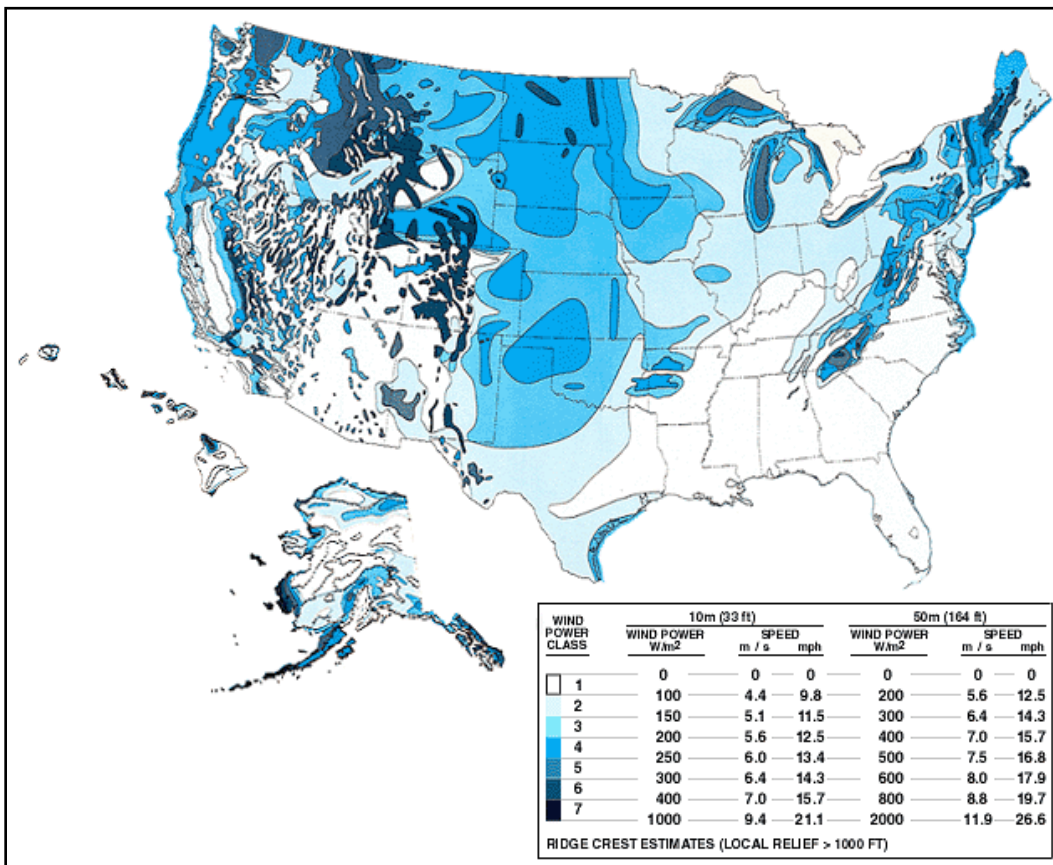 WIND POWER CLASS 10m (33 ft) 50m (164 ft)
WIND POWER W/m2 SPEED m / s mph WIND POWER W/m2 SPEED m / s mph
0 0 0 0 0 0
1
100 4.4 9.8 200 5.6 12.5
2
150 5.1 11.5 300 6.4 14.3
3
200 5.6 12.5 400 7.0 15.7
4
250 6.0 13.4 500 7.5 16.8
5
300 6.4 14.3 600 8.0 17.9
6
400 7.0 15.7 800 8.8 19.7
7
1000 9.4 21.1 2000 11.9 26.6
RIDGE CREST ESTIMATES (LOCAL RELIEF > 1000 FT)